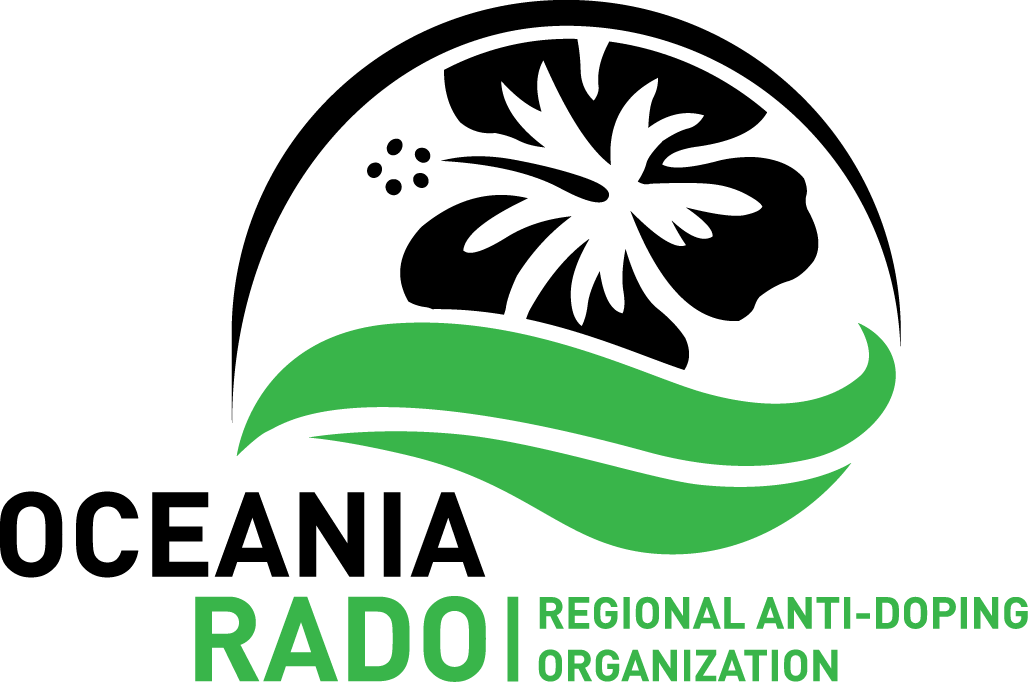 OCEANIA
RADO
REGIONAL ANTI-DOPING
ORGANIZATION